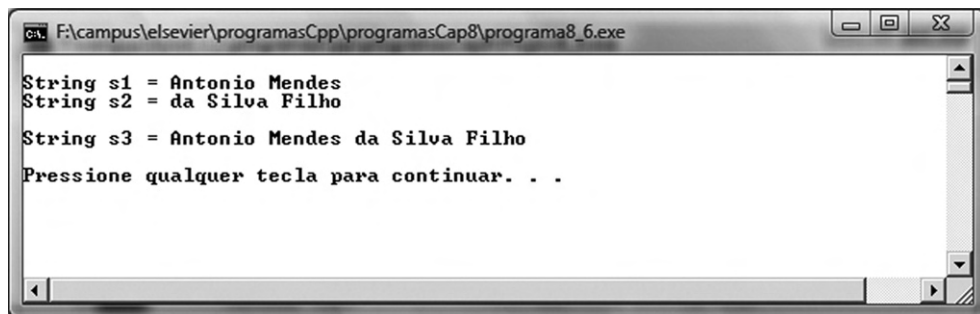 F:\campus\elsevier\programasCpp\programasCap8\programa8_6.exe
String s1 = Antonio Mendes
String s2 = da Silva Filho
String s3 = Antonio Mendes da Silva Filho
Pressione qualquer tecla para continuar. . .